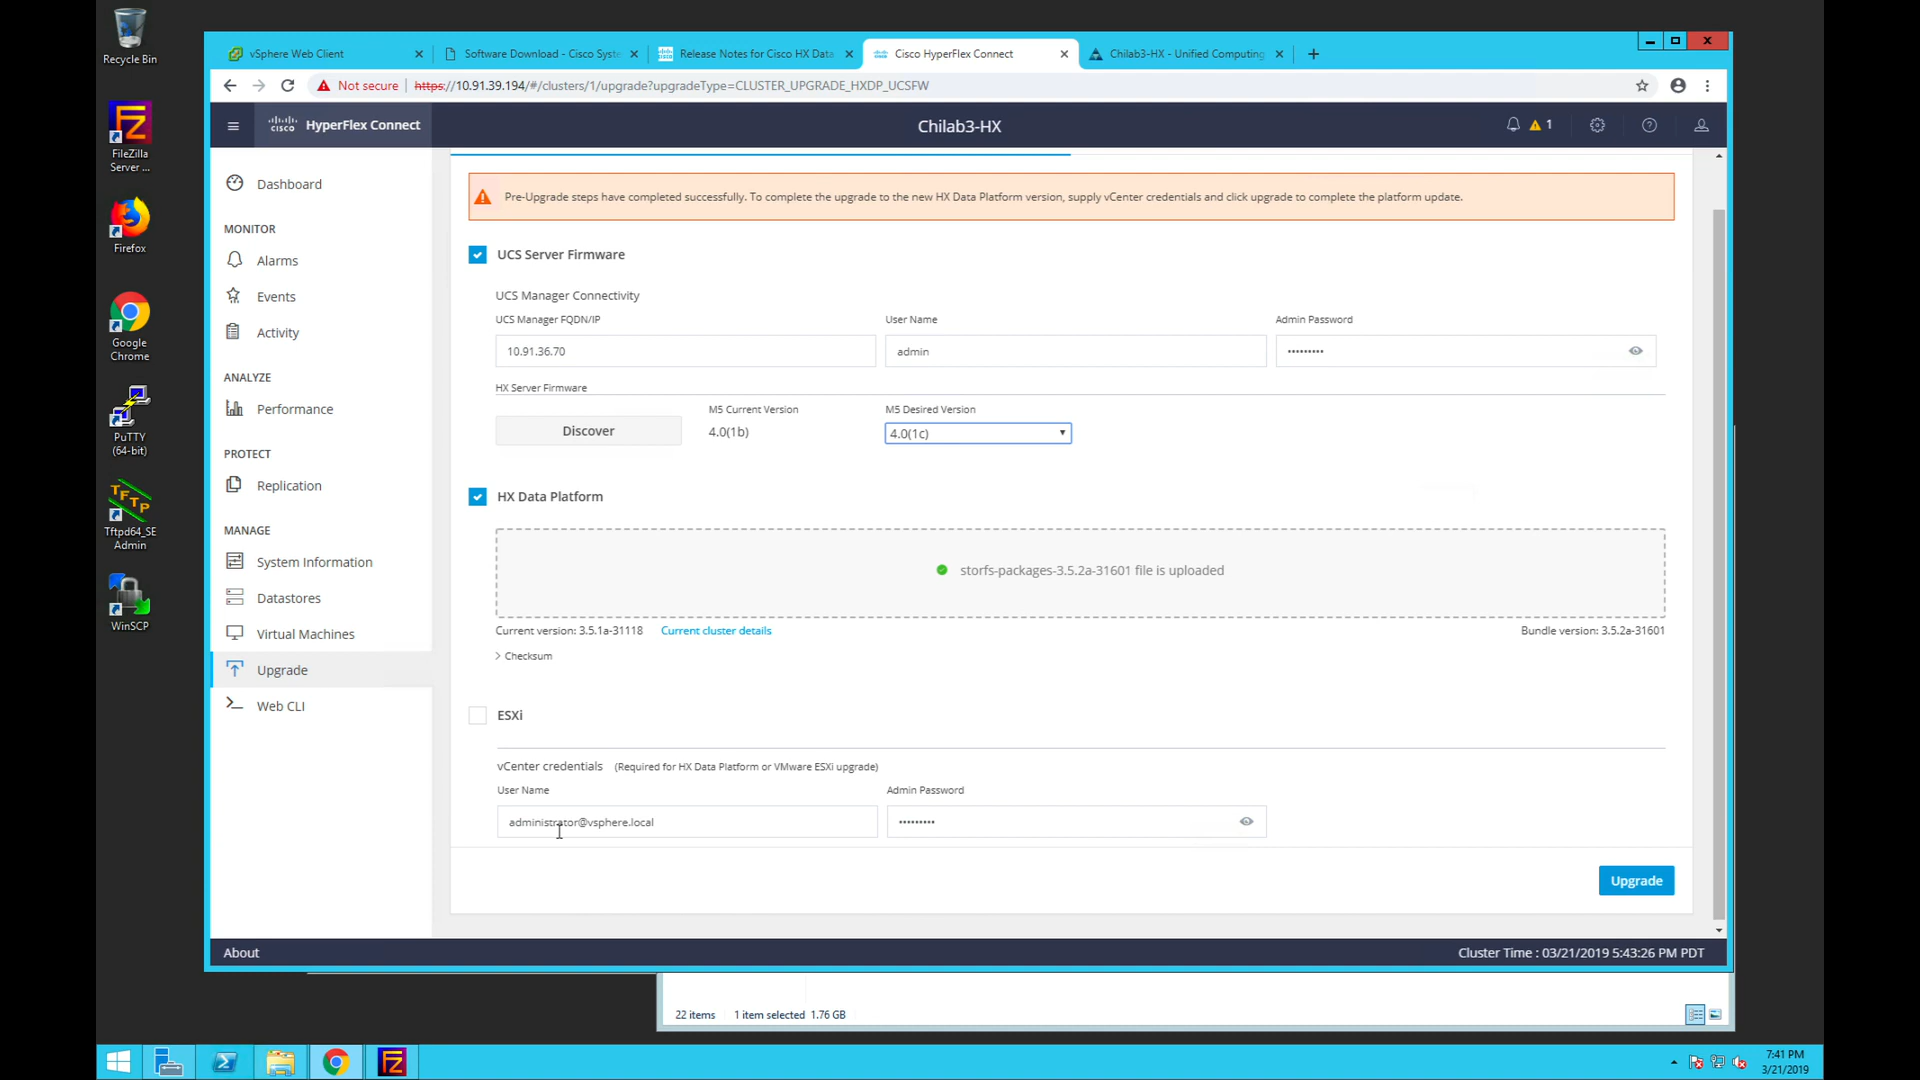 Recycle Bin
FileZilla
Server ...
Firefox
Google
Chrome
PuTTY
(64-bit)
TFTP
Tftpd64_SE
Admin
WinSCP
vSphere Web Client
Software Download - Cisco Syste
Release Notes for Cisco HX Data
Cisco HyperFlex Connect
Chilab3-HX - Unified Computing
Not secure
https://10.91.39.194/#/clusters/1/upgrade?upgradeType=CLUSTER_UPGRADE_HXDP_UCSFW
cisco
HyperFlex Connect
Chilab3-HX
1
Dashboard
MONITOR
Alarms
Events
Activity
ANALYZE
Performance
PROTECT
Replication
MANAGE
System Information
Datastores
Virtual Machines
Upgrade
Web CLI
Pre-Upgrade steps have completed successfully. To complete the upgrade to the new HX Data Platform version, supply vCenter credentials and click upgrade to complete the platform update.
UCS Server Firmware
UCS Manager Connectivity
UCS Manager FQDN/IP
User Name
Admin Password
10.91.36.70
admin
•••••••••
HX Server Firmware
Discover
M5 Current Version
4.0(1b)
M5 Desired Version
4.0(1c)
HX Data Platform
storfs-packages-3.5.2a-31601 file is uploaded
Current version: 3.5.1a-31118
Current cluster details
Bundle version: 3.5.2a-31601
Checksum
ESXi
vCenter credentials (Required for HX Data Platform or VMware ESXi upgrade)
User Name
Admin Password
administrator@vsphere.local
•••••••••
Upgrade
About
Cluster Time : 03/21/2019 5:43:26 PM PDT
22 items 1 item selected 1.76 GB
7:41 PM
3/21/2019